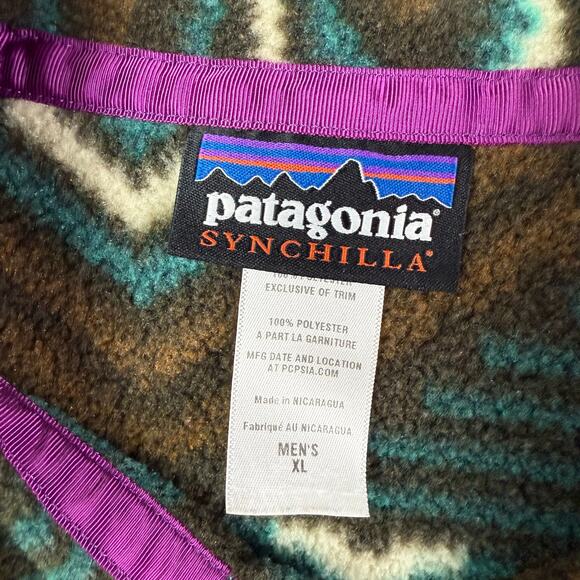 patagonia®
SYNCHILLA®
EXCLUSIVE OF TRIM
100% POLYESTER
A PART LA GARNITURE
MFG DATE AND LOCATION
AT PCPSIA.COM
Made in NICARAGUA
Fabriqué AU NICARAGUA
MEN'S
XL